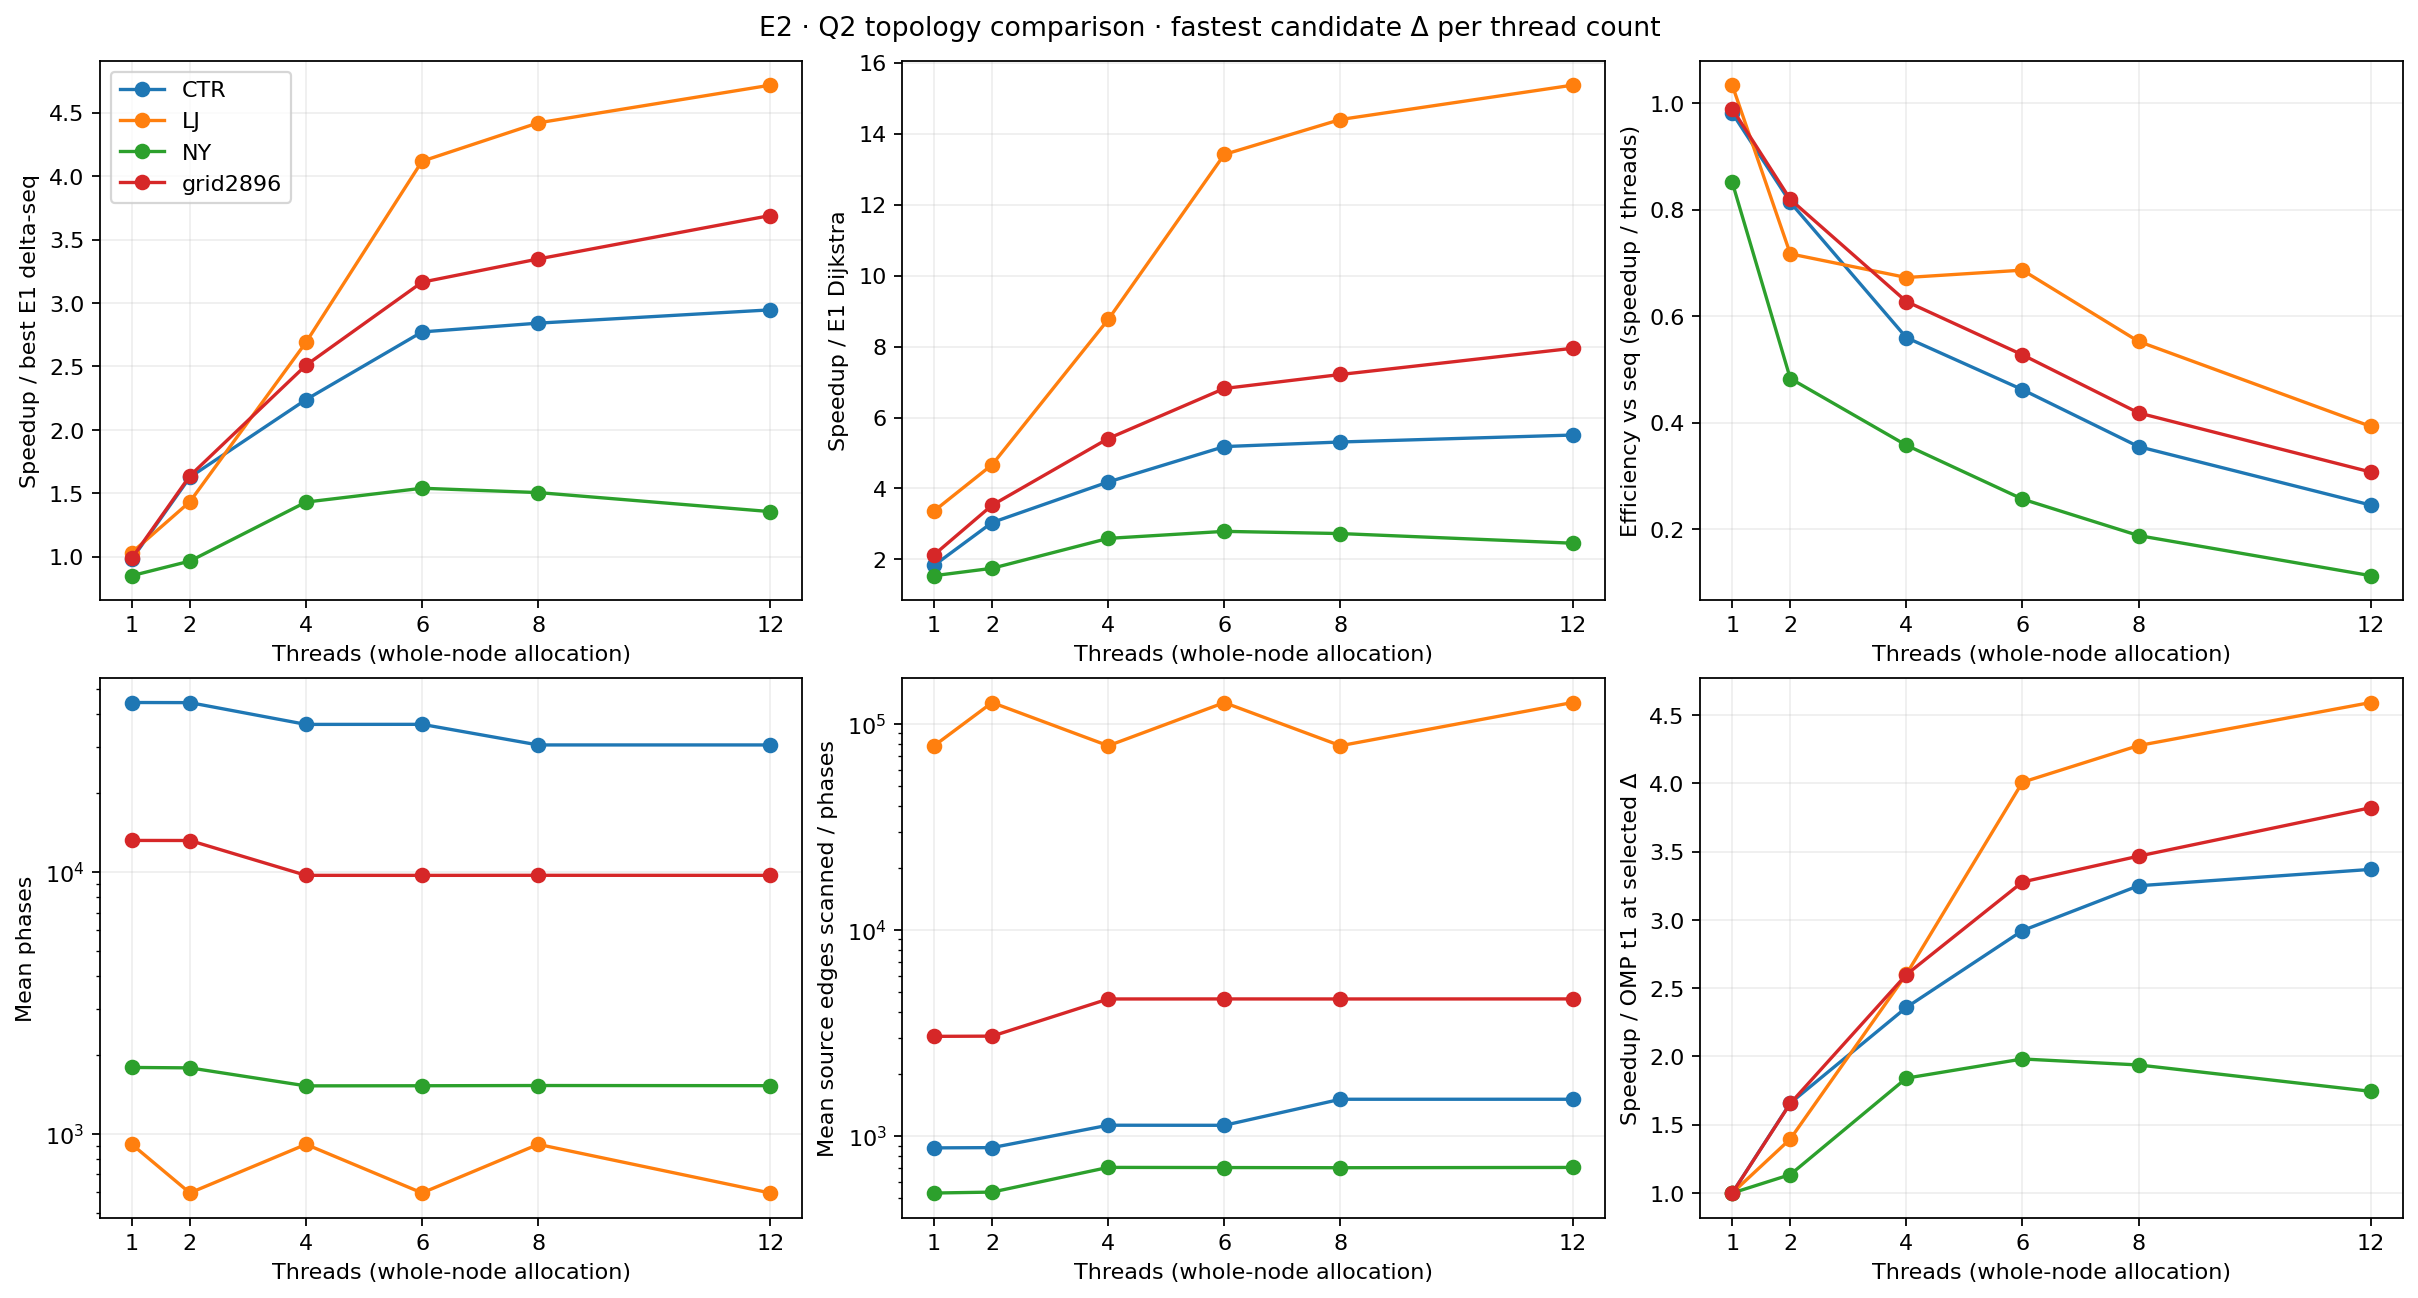 E2 · Q2 topology comparison · fastest candidate Δ per thread count
Speedup / best E1 delta-seq
4.5
4.0
3.5
3.0
2.5
2.0
1.5
1.0
CTR
LJ
NY
grid2896
1 2 4 6 8 12
Threads (whole-node allocation)
Speedup / E1 Dijkstra
16
14
12
10
8
6
4
2
1 2 4 6 8 12
Threads (whole-node allocation)
Efficiency vs seq (speedup / threads)
1.0
0.8
0.6
0.4
0.2
1 2 4 6 8 12
Threads (whole-node allocation)
Mean phases
10⁴
10³
1 2 4 6 8 12
Threads (whole-node allocation)
Mean source edges scanned / phases
10⁵
10⁴
10³
1 2 4 6 8 12
Threads (whole-node allocation)
Speedup / OMP t1 at selected Δ
4.5
4.0
3.5
3.0
2.5
2.0
1.5
1.0
1 2 4 6 8 12
Threads (whole-node allocation)